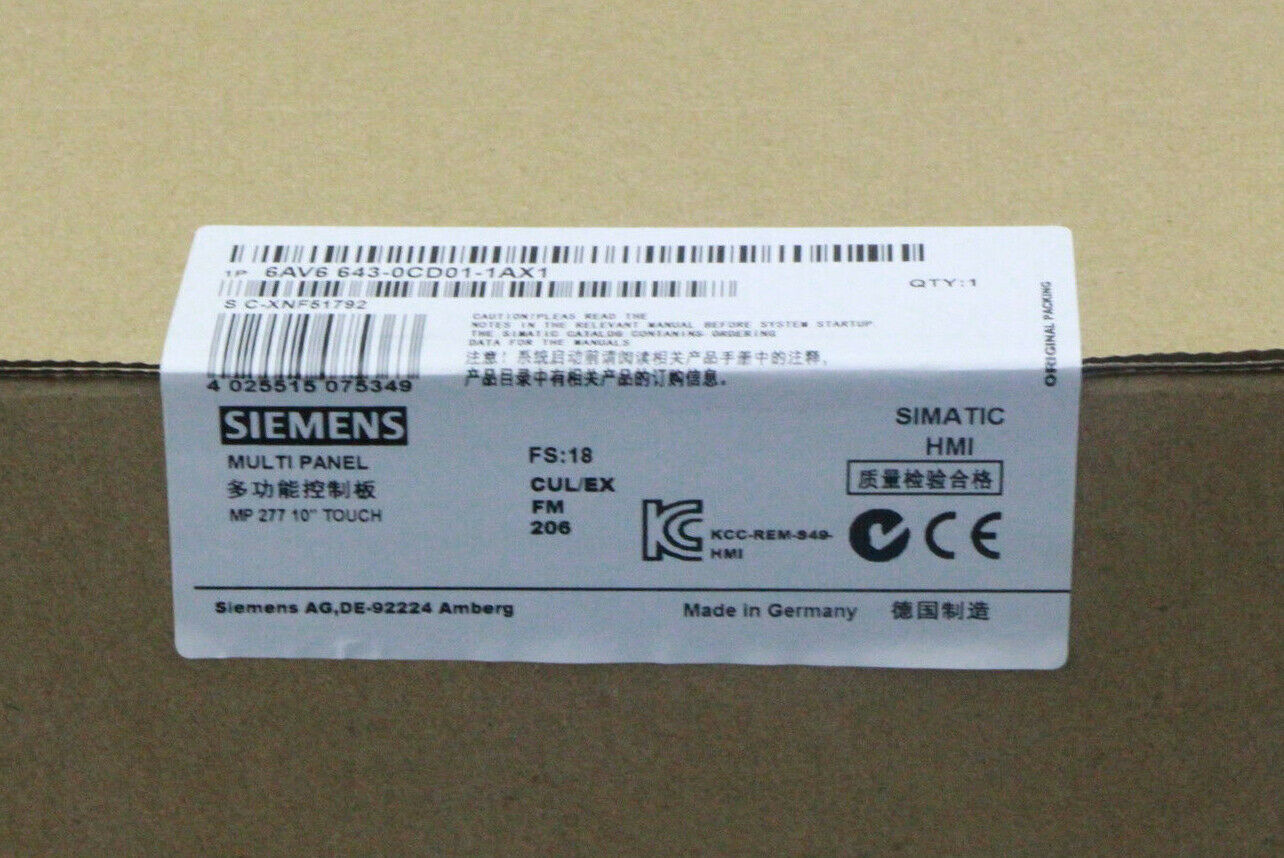 1P 6AV6 643-0CD01-1AX1
QTY:1
S C-XNF51792
CAUTION!PLEAS READ THE
NOTES IN THE RELEVANT MANUAL BEFORE SYSTEM STARTUP.
THE SIMATIC CATALOG CONTANING ORDERING
DATA FOR THE MANUALS
注意！系统启动前请阅读相关产品手册中的注释，
产品目录中有相关产品的订购信息。
ORIGINAL PACKING
4 025515 075349
SIEMENS
MULTI PANEL
多功能控制板
MP 277 10" TOUCH
FS:18
CUL/EX
FM
206
KCC-REM-S49-
HMI
SIMATIC
HMI
质量检验合格
CE
Siemens AG,DE-92224 Amberg
Made in Germany 德国制造